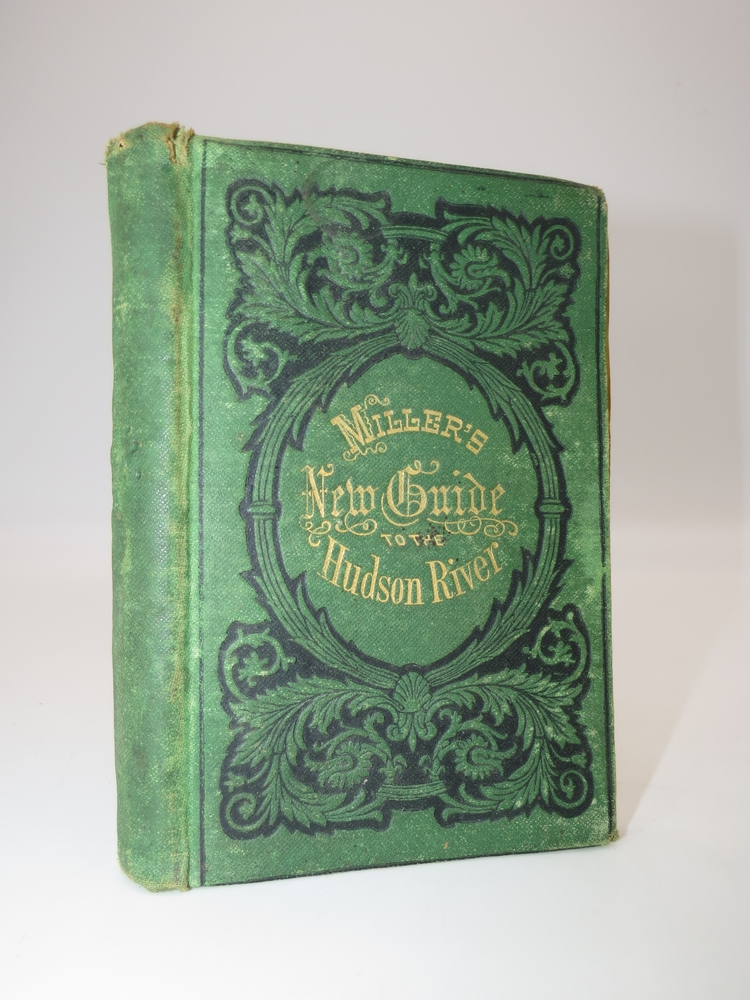 MILLER'S
New Guide
TO THE
Hudson River